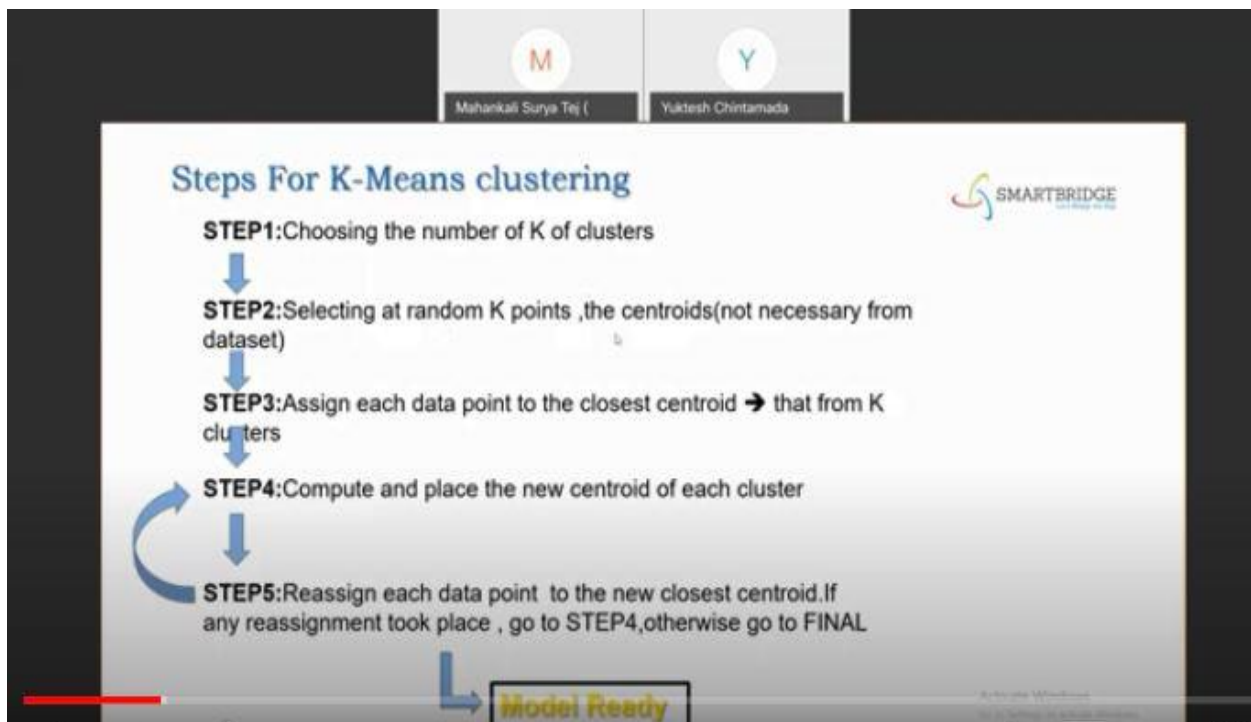 M
Y
Mahankali Surya Tej (
Yuktesh Chintamada
Steps For K-Means clustering
SMARTBRIDGE
STEP1:Choosing the number of K of clusters
STEP2:Selecting at random K points ,the centroids(not necessary from
dataset)
STEP3:Assign each data point to the closest centroid ➔ that from K
clusters
STEP4:Compute and place the new centroid of each cluster
STEP5:Reassign each data point to the new closest centroid.If
any reassignment took place , go to STEP4,otherwise go to FINAL
Model Ready
Activate Windows